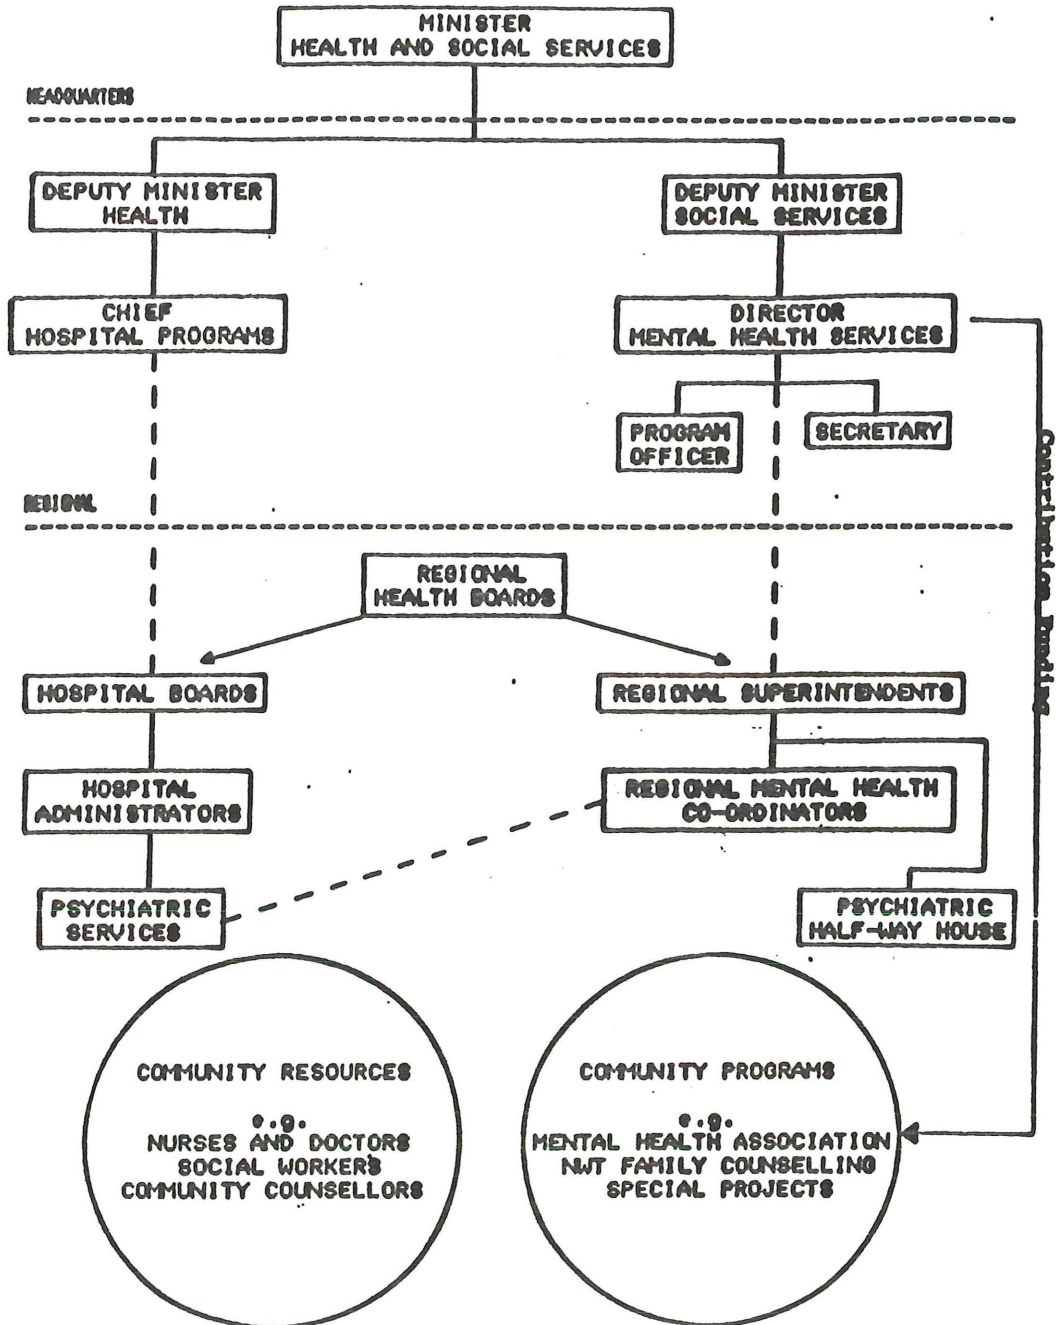 MINISTER
HEALTH AND SOCIAL SERVICES
HEADQUARTERS
DEPUTY MINISTER
HEALTH
DEPUTY MINISTER
SOCIAL SERVICES
CHIEF
HOSPITAL PROGRAMS
DIRECTOR
MENTAL HEALTH SERVICES
PROGRAM
OFFICER
SECRETARY
Contribution Funding
REGIONAL
REGIONAL
HEALTH BOARDS
HOSPITAL BOARDS
REGIONAL SUPERINTENDENTS
HOSPITAL
ADMINISTRATORS
REGIONAL MENTAL HEALTH
CO-ORDINATORS
PSYCHIATRIC
SERVICES
PSYCHIATRIC
HALF-WAY HOUSE
COMMUNITY RESOURCES
e.g.
NURSES AND DOCTORS
SOCIAL WORKERS
COMMUNITY COUNSELLORS
COMMUNITY PROGRAMS
e.g.
MENTAL HEALTH ASSOCIATION
NWT FAMILY COUNSELLING
SPECIAL PROJECTS